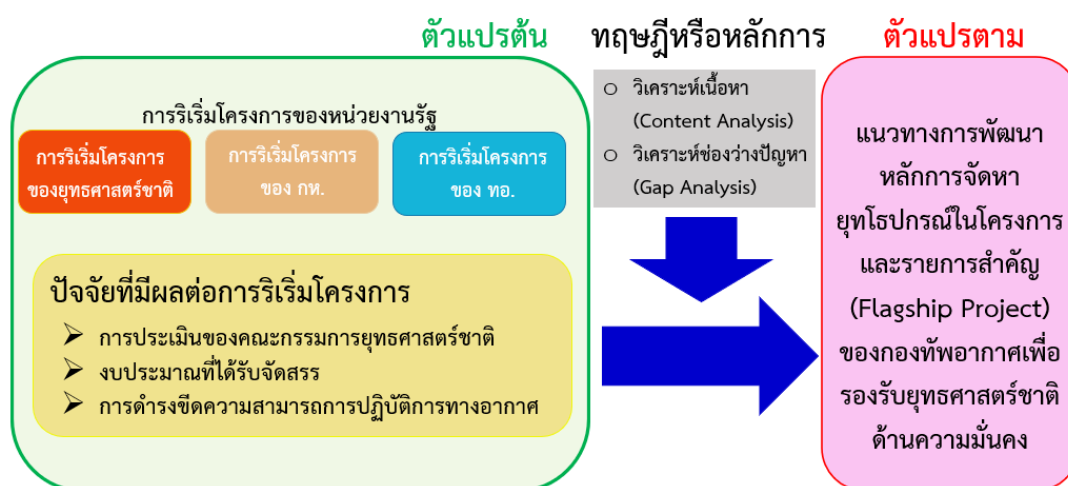 ตัวแปรต้น
ทฤษฎีหรือหลักการ
ตัวแปรตาม
การริเริ่มโครงการของหน่วยงานรัฐ
การริเริ่มโครงการ
ของยุทธศาสตร์ชาติ
การริเริ่มโครงการ
ของ กห.
การริเริ่มโครงการ
ของ ทอ.
ปัจจัยที่มีผลต่อการริเริ่มโครงการ
➢ การประเมินของคณะกรรมการยุทธศาสตร์ชาติ
➢ งบประมาณที่ได้รับจัดสรร
➢ การดำรงขีดความสามารถการปฏิบัติการทางอากาศ
o วิเคราะห์เนื้อหา
(Content Analysis)
o วิเคราะห์ช่องว่างปัญหา
(Gap Analysis)
แนวทางการพัฒนา
หลักการจัดหา
ยุทโธปกรณ์ในโครงการ
และรายการสำคัญ
(Flagship Project)
ของกองทัพอากาศเพื่อ
รองรับยุทธศาสตร์ชาติ
ด้านความมั่นคง